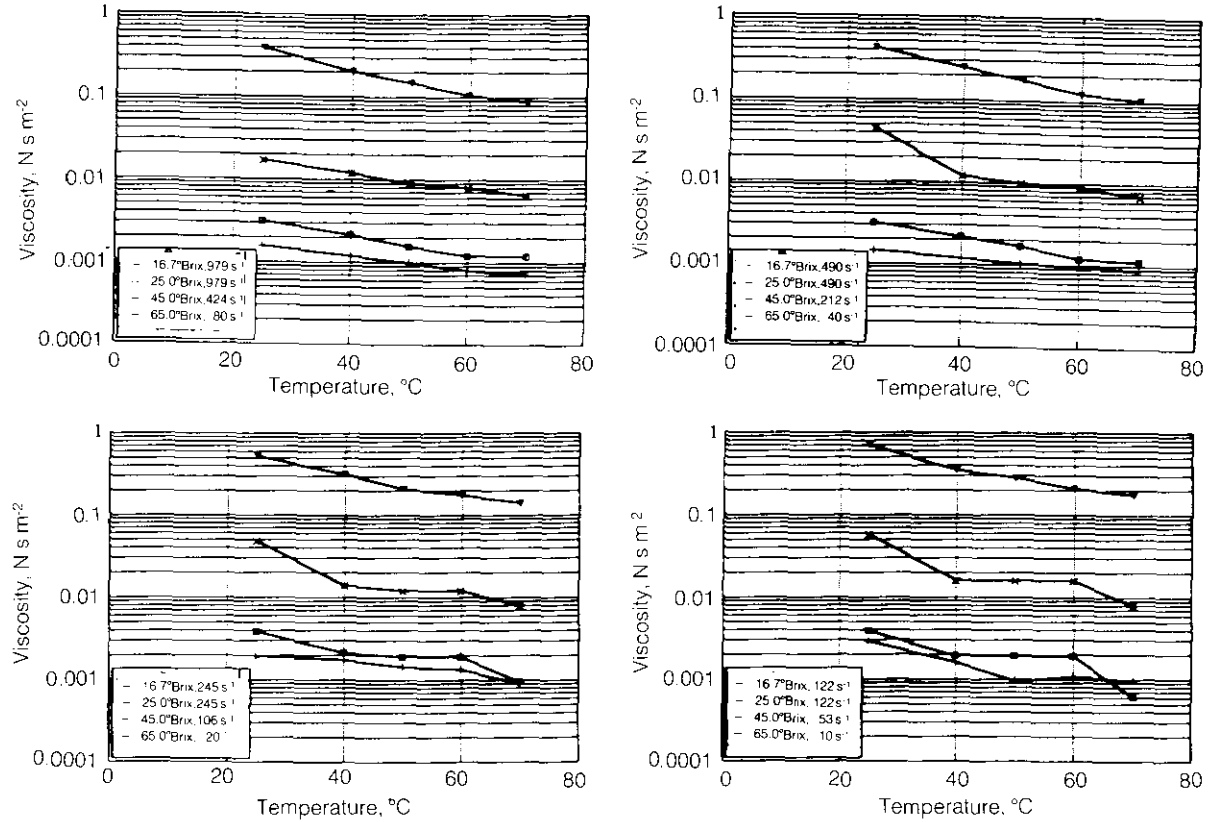 1
0.1
0.01
0.001
0.0001
Viscosity, N s m-2
16.7°Brix,979 s-1
25.0°Brix,979 s-1
45.0°Brix,424 s-1
65.0°Brix, 80 s-1
0 20 40 60 80
Temperature, °C
1
0.1
0.01
0.001
0.0001
Viscosity, N s m-2
16.7°Brix,490 s-1
25.0°Brix,490 s-1
45.0°Brix,212 s-1
65.0°Brix, 40 s-1
0 20 40 60 80
Temperature, °C
1
0.1
0.01
0.001
0.0001
Viscosity, N s m-2
16 7°Brix,245 s-1
25 0°Brix,245 s-1
45.0°Brix,106 s-1
65 0°Brix, 20
0 20 40 60 80
Temperature, °C
1
0.1
0.01
0.001
0.0001
Viscosity, N s m-2
16 7°Brix, 122 s-1
25 0°Brix, 122 s-1
45 0°Brix, 53 s-1
65 0°Brix, 10 s-1
0 20 40 60 80
Temperature, °C